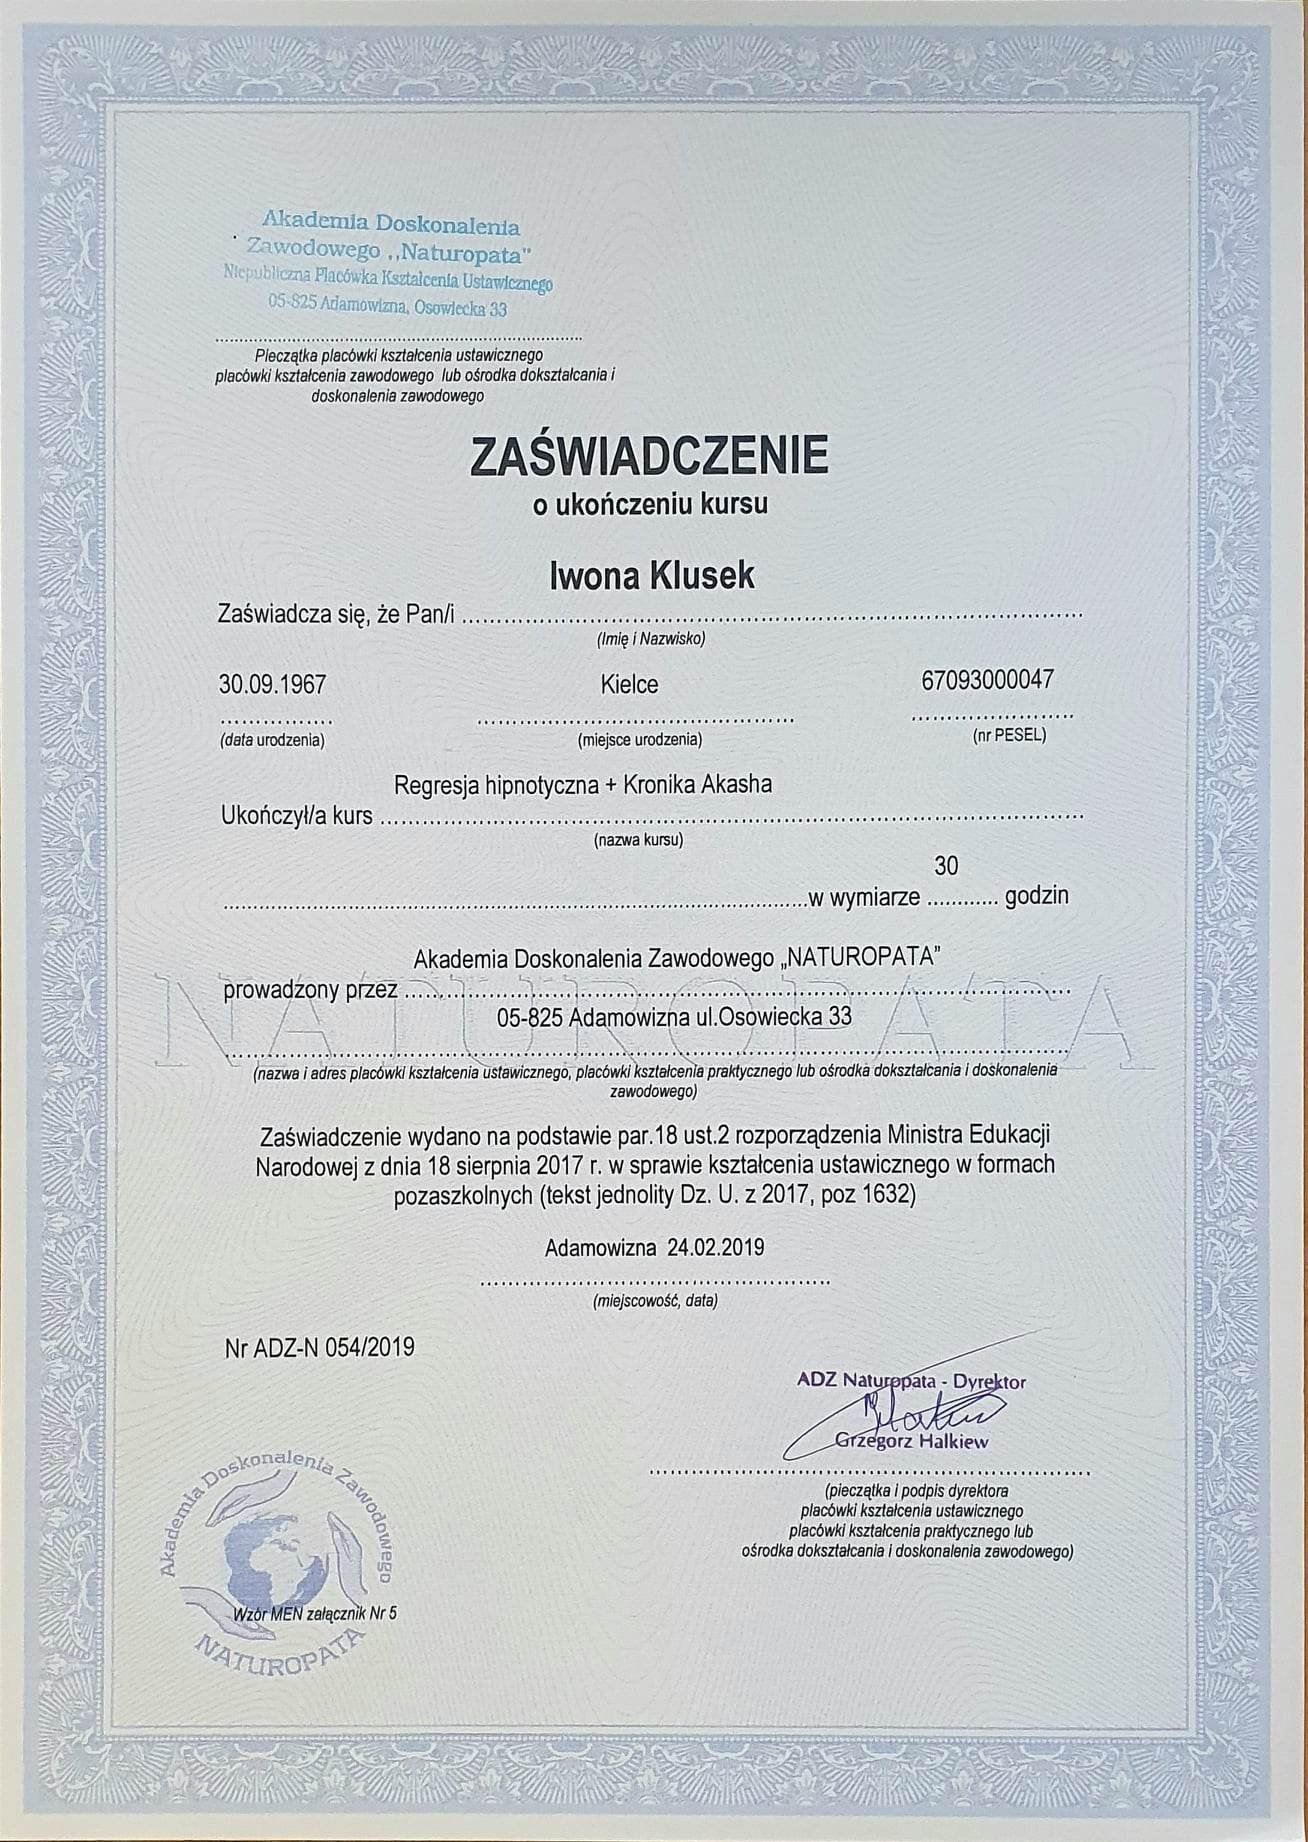 Akademia Doskonalenia
Zawodowego ,,Naturopata"
Niepubliczna Placówka Kształcenia Ustawicznego
05-825 Adamowizna, Osowiecka 33
Pieczątka placówki kształcenia ustawicznego
placówki kształcenia zawodowego lub ośrodka dokształcania i
doskonalenia zawodowego
ZAŚWIADCZENIE
o ukończeniu kursu
Iwona Klusek
Zaświadcza się, że Pan/i
(Imię i Nazwisko)
30.09.1967 Kielce 67093000047
(data urodzenia) (miejsce urodzenia) (nr PESEL)
Regresja hipnotyczna + Kronika Akasha
Ukończył/a kurs
(nazwa kursu)
30
w wymiarze ............ godzin
Akademia Doskonalenia Zawodowego „NATUROPATA”
prowadzony przez
NATUROPATA
05-825 Adamowizna ul.Osowiecka 33
(nazwa i adres placówki kształcenia ustawicznego, placówki kształcenia praktycznego lub ośrodka dokształcania i doskonalenia
zawodowego)
Zaświadczenie wydano na podstawie par.18 ust.2 rozporządzenia Ministra Edukacji
Narodowej z dnia 18 sierpnia 2017 r. w sprawie kształcenia ustawicznego w formach
pozaszkolnych (tekst jednolity Dz. U. z 2017, poz 1632)
Adamowizna 24.02.2019
(miejscowość, data)
Nr ADZ-N 054/2019
ADZ Naturopata - Dyrektor
Grzegorz Halkiew
(pieczątka i podpis dyrektora
placówki kształcenia ustawicznego
placówki kształcenia praktycznego lub
ośrodka dokształcania i doskonalenia zawodowego)
Akademia Doskonalenia Zawodowego
Wzór MEN załącznik Nr 5
NATUROPATA